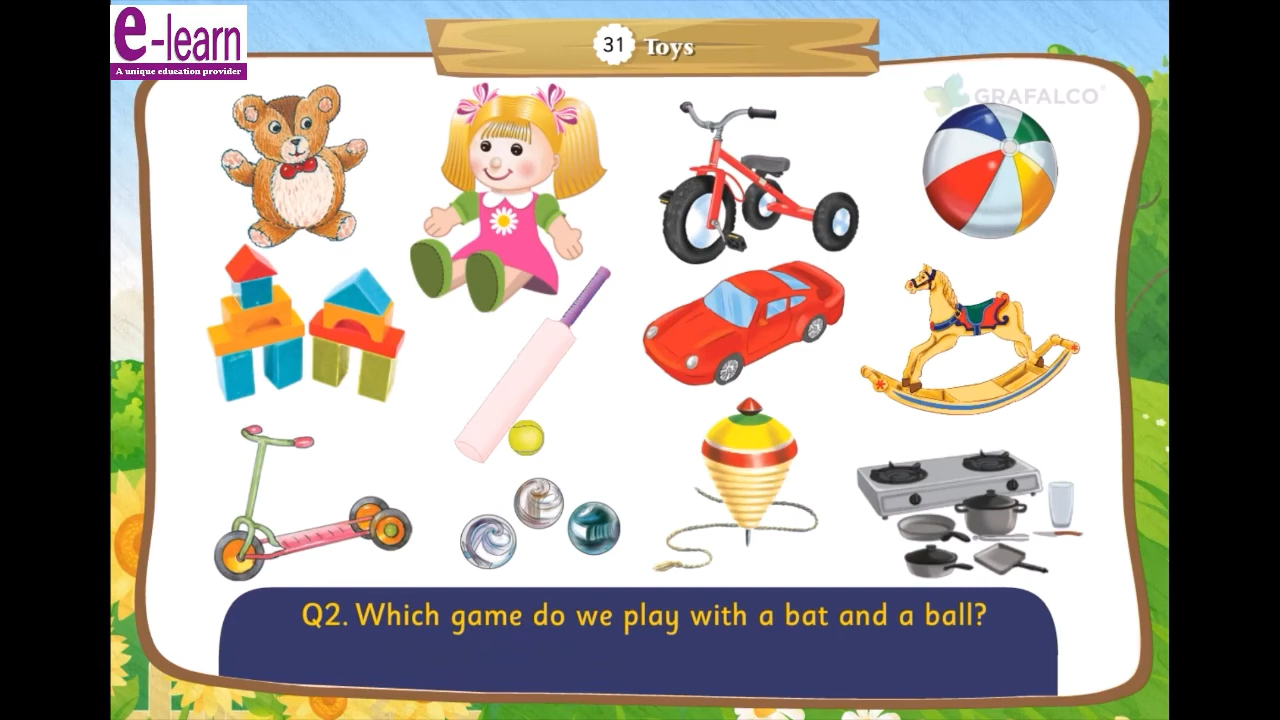 e-learn
A unique education provider
31 Toys
GRAFALCO
Q2. Which game do we play with a bat and a ball?